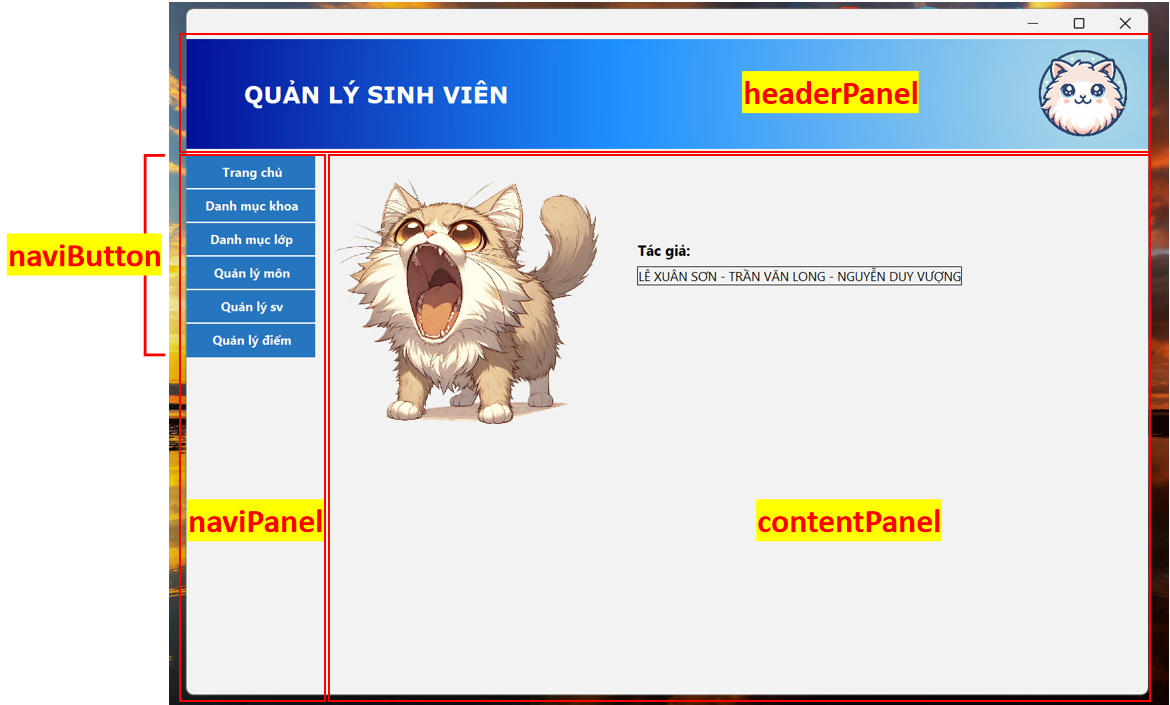 QUẢN LÝ SINH VIÊN
headerPanel
Trang chủ
Danh mục khoa
Danh mục lớp
Quản lý môn
Quản lý sv
Quản lý điểm
naviButton
Tác giả:
LÊ XUÂN SƠN - TRẦN VĂN LONG - NGUYỄN DUY VƯỢNG
naviPanel
contentPanel